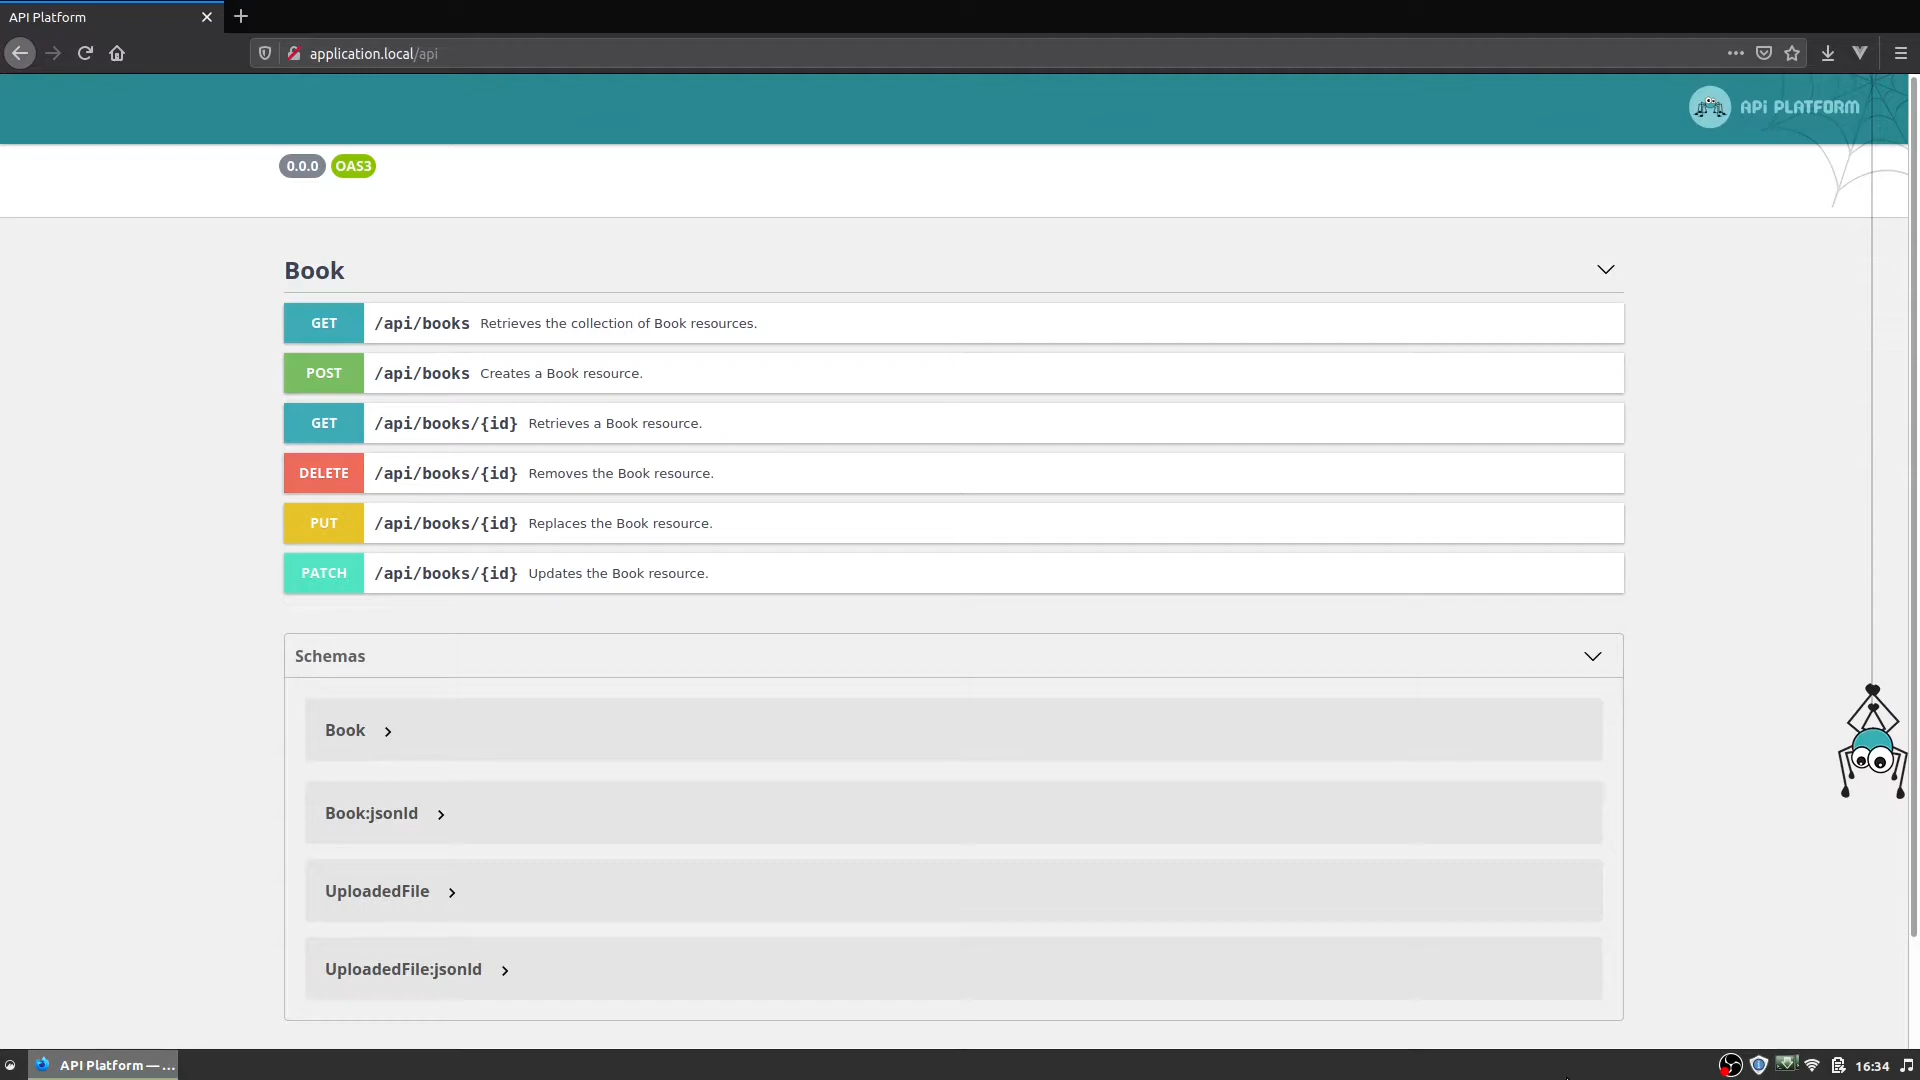 API Platform
application.local/api
APi PLATFORM
0.0.0 OAS3
Book
GET /api/books Retrieves the collection of Book resources.
POST /api/books Creates a Book resource.
GET /api/books/{id} Retrieves a Book resource.
DELETE /api/books/{id} Removes the Book resource.
PUT /api/books/{id} Replaces the Book resource.
PATCH /api/books/{id} Updates the Book resource.
Schemas
Book
Book:jsonld
UploadedFile
UploadedFile:jsonld
API Platform — ...
16:34